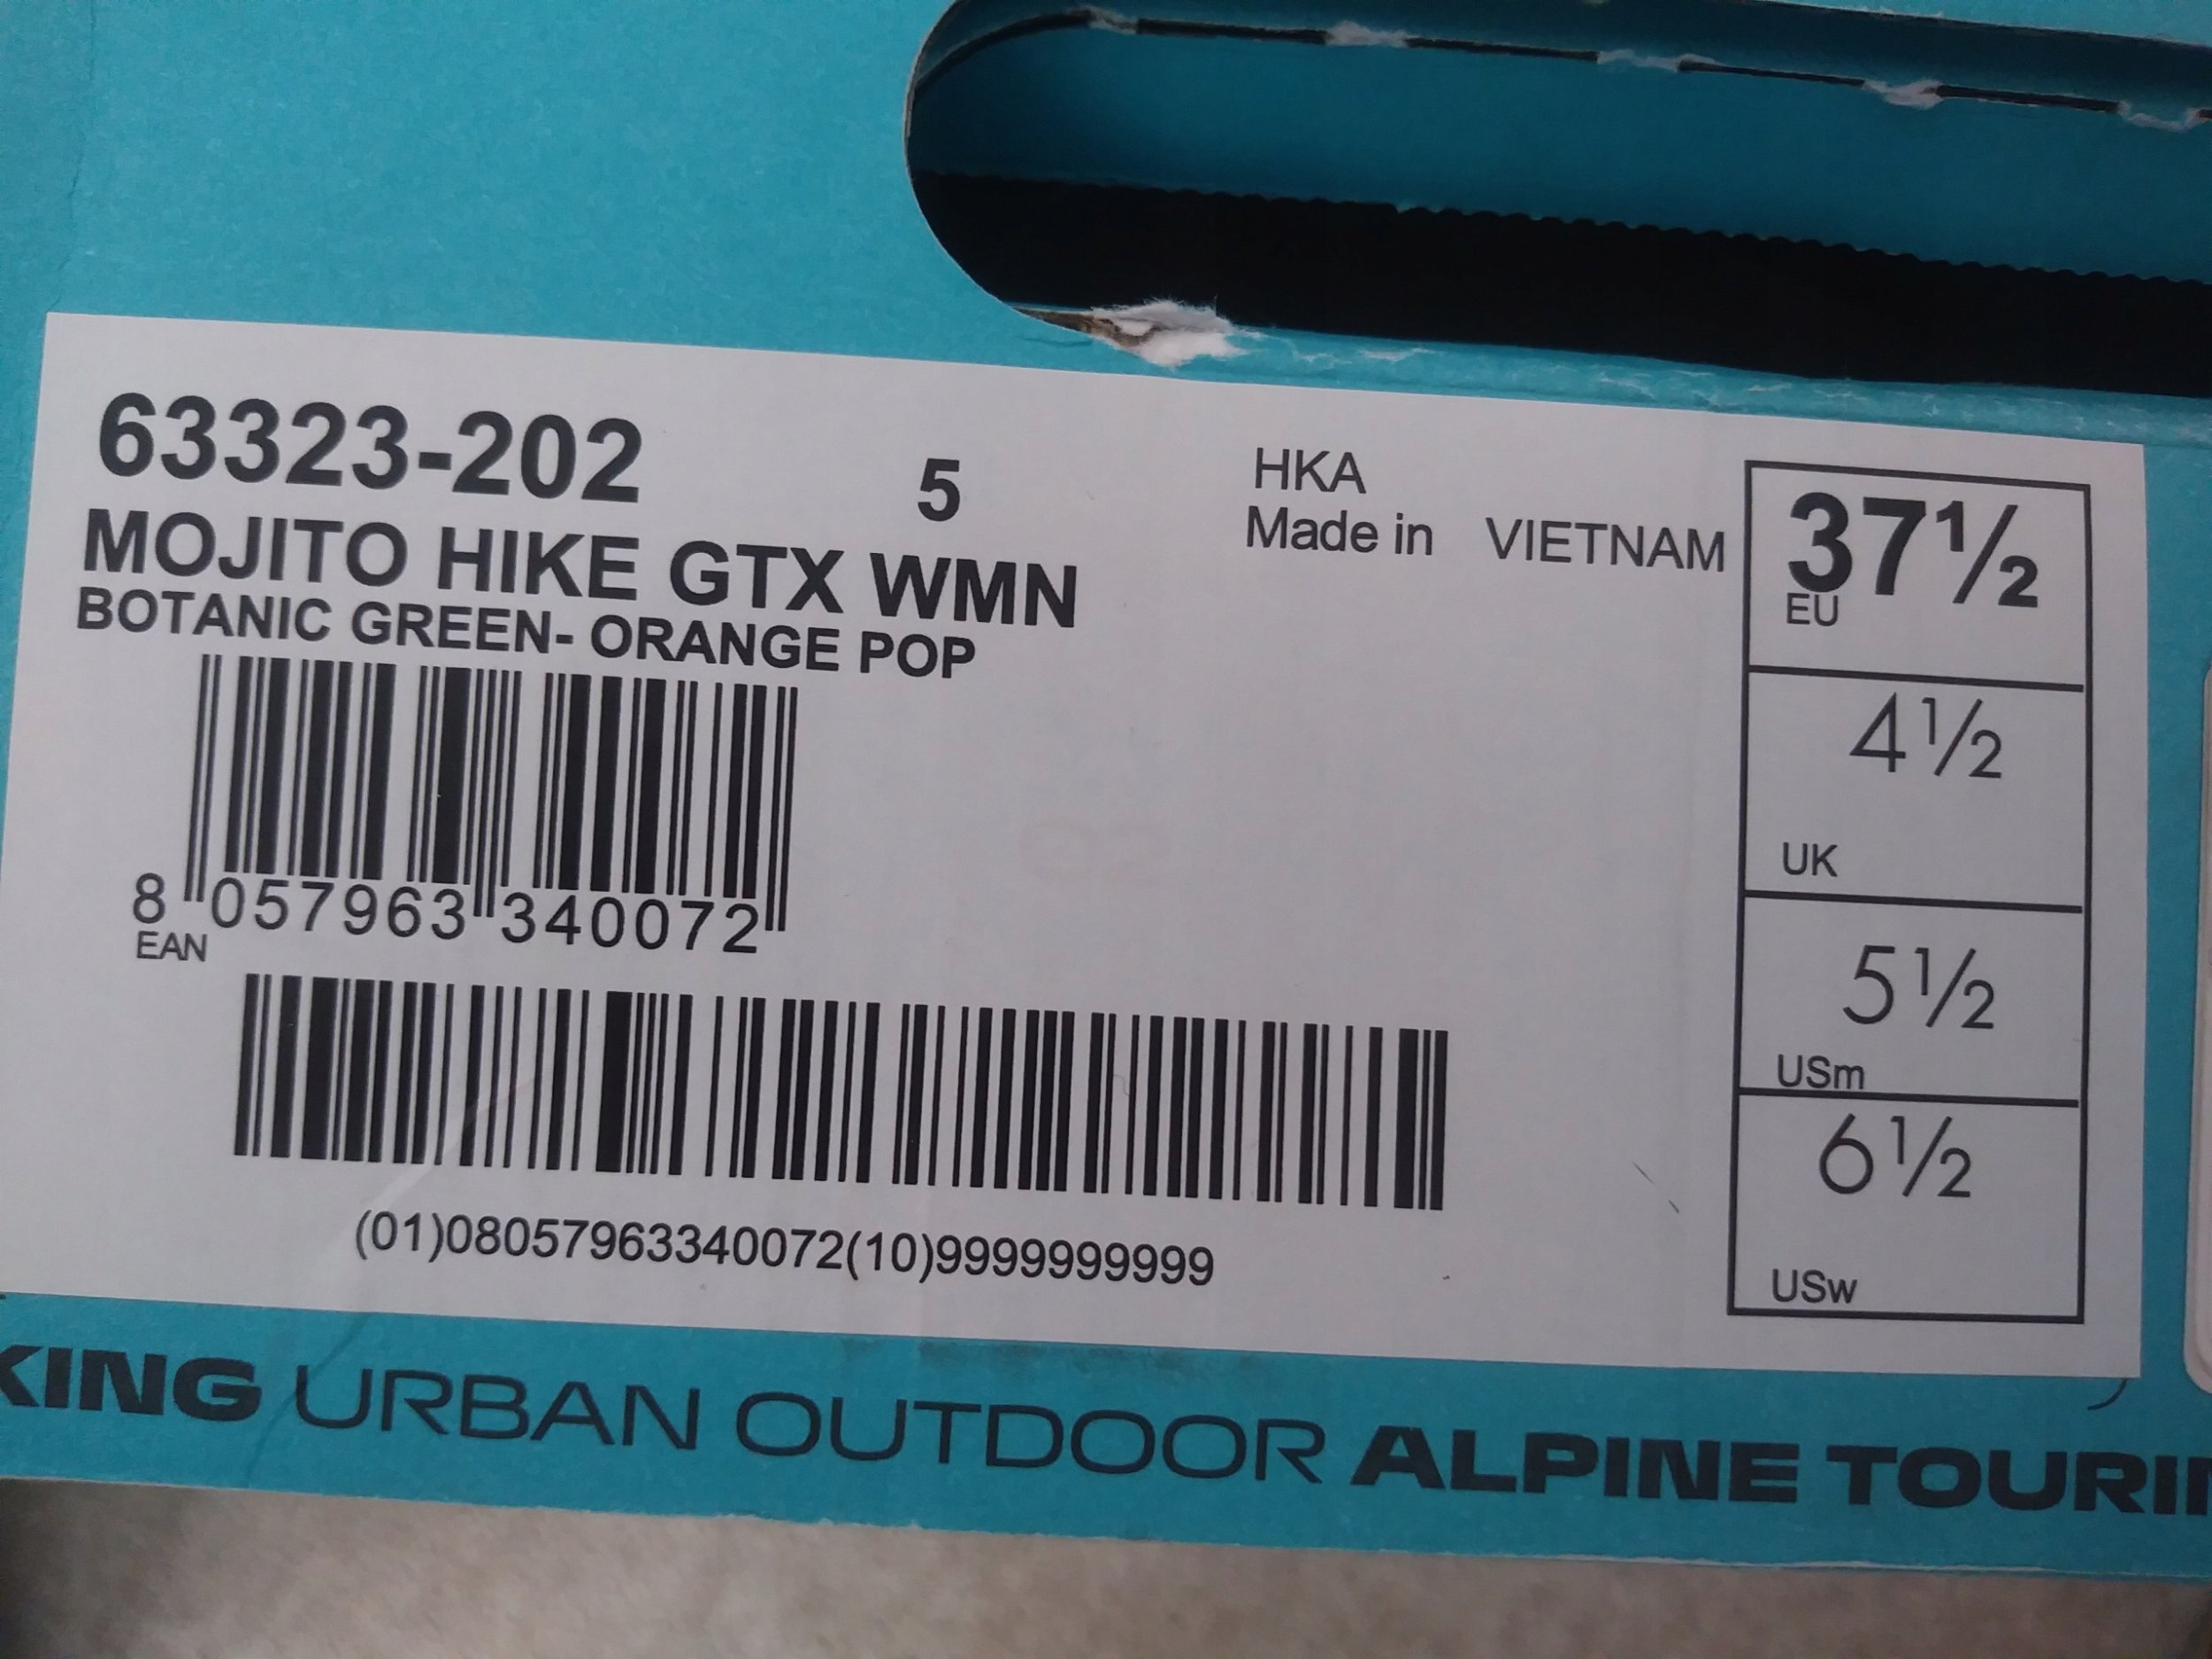 63323-202
5
MOJITO HIKE GTX WMN
BOTANIC GREEN- ORANGE POP
8 057963 340072
EAN
(01)08057963340072(10)9999999999
HKA
Made in VIETNAM
37½
EU
4½
UK
5½
USm
6½
USw
KING URBAN OUTDOOR ALPINE TOURI